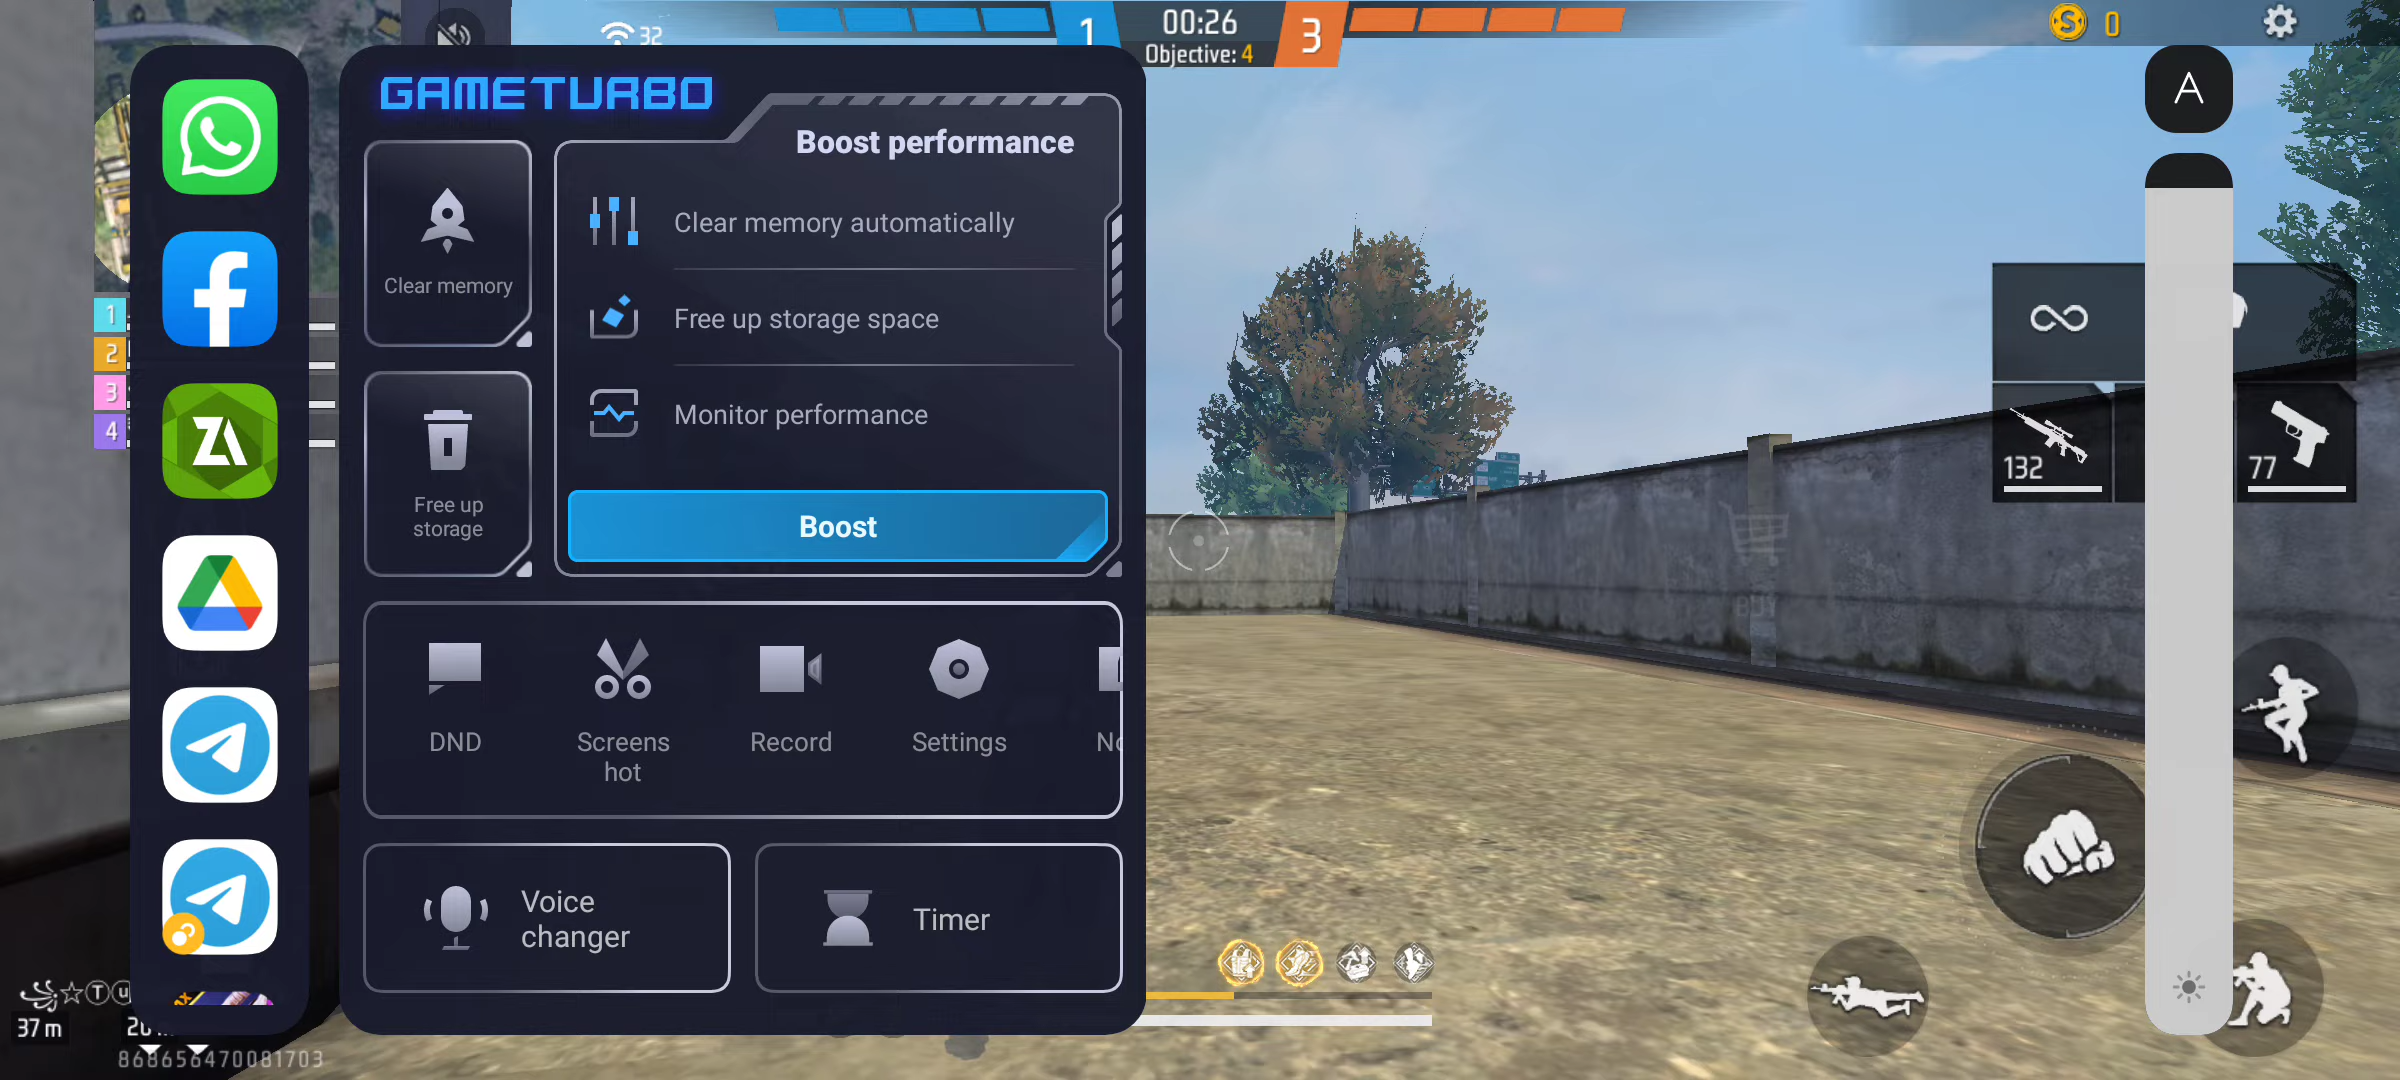 32
1
00:26
Objective: 4
3
0
A
GAMETURBO
Boost performance
Clear memory
Clear memory automatically
Free up storage space
Monitor performance
Free up
storage
Boost
1
2
3
4
132
77
BUY
DND
Screens
hot
Record
Settings
Voice
changer
Timer
37 m
868656470081703